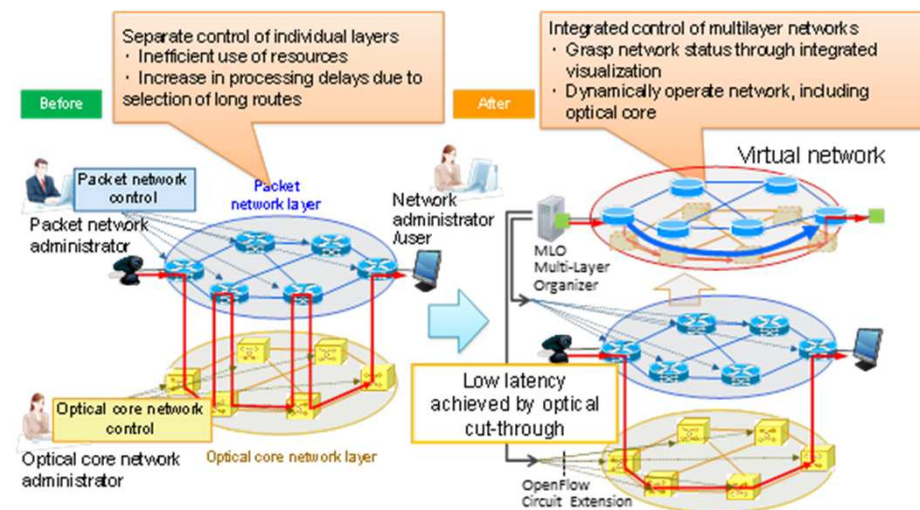 Separate control of individual layers
· Inefficient use of resources
· Increase in processing delays due to
selection of long routes
Before
Packet network
control
Packet network
administrator
Packet
network layer
Optical core network
control
Optical core network
administrator
Optical core network layer
Integrated control of multilayer networks
· Grasp network status through integrated
visualization
· Dynamically operate network, including
optical core
After
Virtual network
Network
administrator
/user
MLO
Multi-Layer
Organizer
Low latency
achieved by optical
cut-through
OpenFlow
Circuit Extension